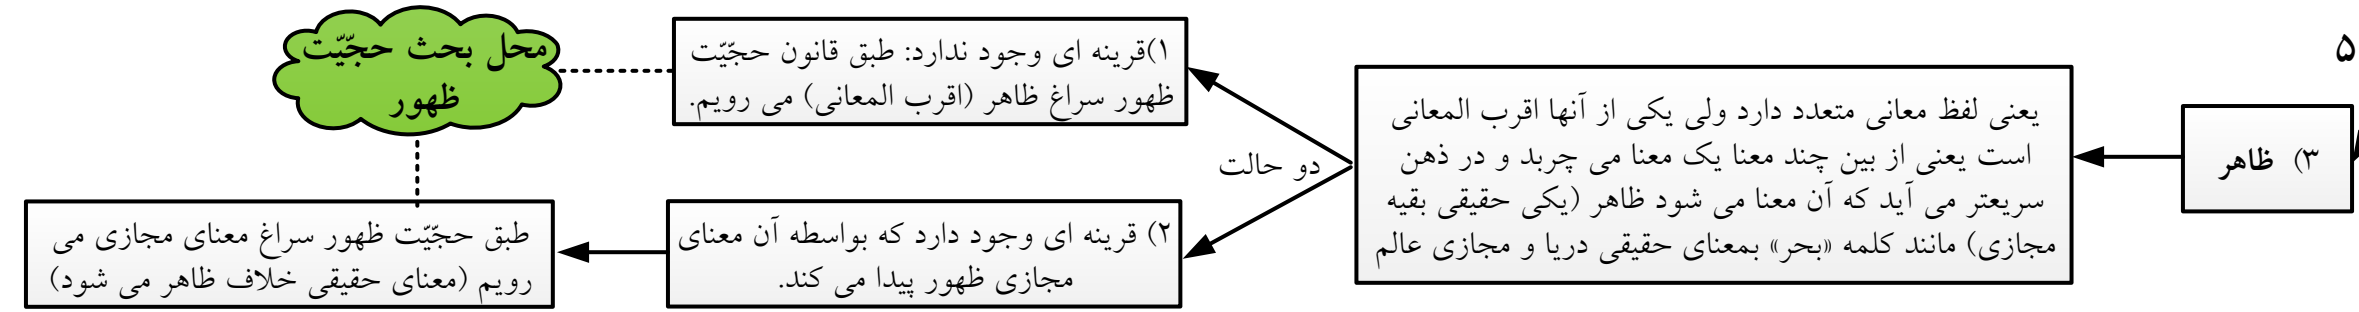 ۵
۳) ظاهر
یعنی لفظ معانی متعدد دارد ولی یکی از آنها اقرب المعانی
است یعنی از بین چند معنا یک معنا می چربد و در ذهن
سریعتر می آید که آن معنا می شود ظاهر (یکی حقیقی بقیه
مجازی) مانند کلمه «بحر» بمعنای حقیقی دریا و مجازی عالم
دو حالت
۱)قرینه ای وجود ندارد: طبق قانون حجّیّت
ظهور سراغ ظاهر (اقرب المعانی) می رویم.
محل بحث حجّیّت
ظهور
۲) قرینه ای وجود دارد که بواسطه آن معنای
مجازی ظهور پیدا می کند.
طبق حجّیّت ظهور سراغ معنای مجازی می
رویم (معنای حقیقی خلاف ظاهر می شود)